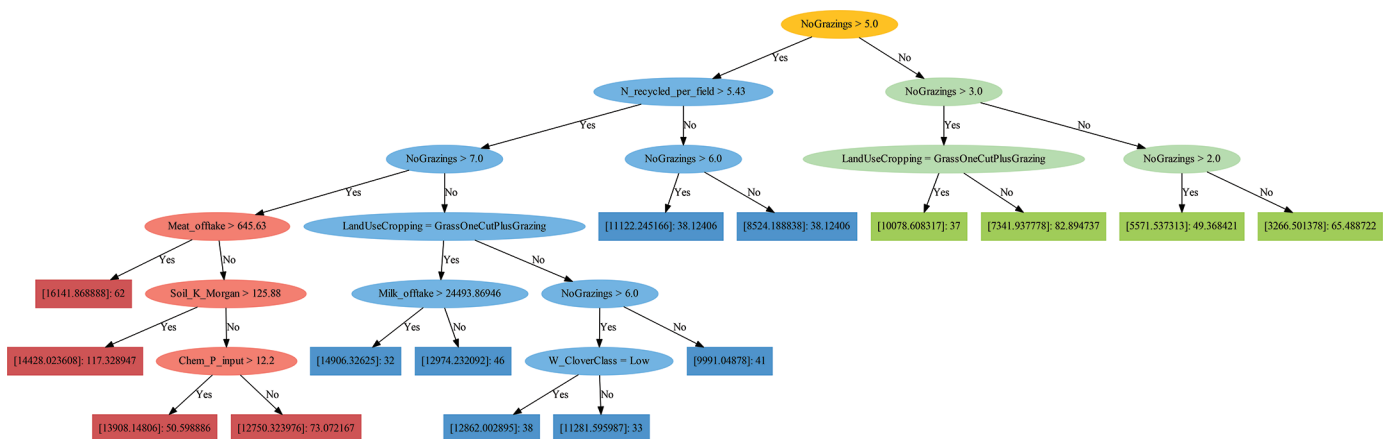 NoGrazings > 5.0
Yes No
N_recycled_per_field > 5.43 NoGrazings > 3.0
Yes No Yes No
NoGrazings > 7.0 NoGrazings > 6.0 LandUseCropping = GrassOneCutPlusGrazing NoGrazings > 2.0
Yes No Yes No Yes No Yes No
Meat_offtake > 645.63 LandUseCropping = GrassOneCutPlusGrazing [11122.245166]: 38.12406 [8524.188838]: 38.12406 [10078.608317]: 37 [7341.937778]: 82.894737 [5571.537313]: 49.368421 [3266.501378]: 65.488722
Yes No Yes No
[16141.868888]: 62 Soil_K_Morgan > 125.88 Milk_offtake > 24493.86946 NoGrazings > 6.0
Yes No Yes No Yes No
[14428.023608]: 117.328947 Chem_P_input > 12.2 [14906.32625]: 32 [12974.232092]: 46 W_CloverClass = Low [9991.04878]: 41
Yes No Yes No
[13908.14806]: 50.598886 [12750.323976]: 73.072167 [12862.002895]: 38 [11281.595987]: 33